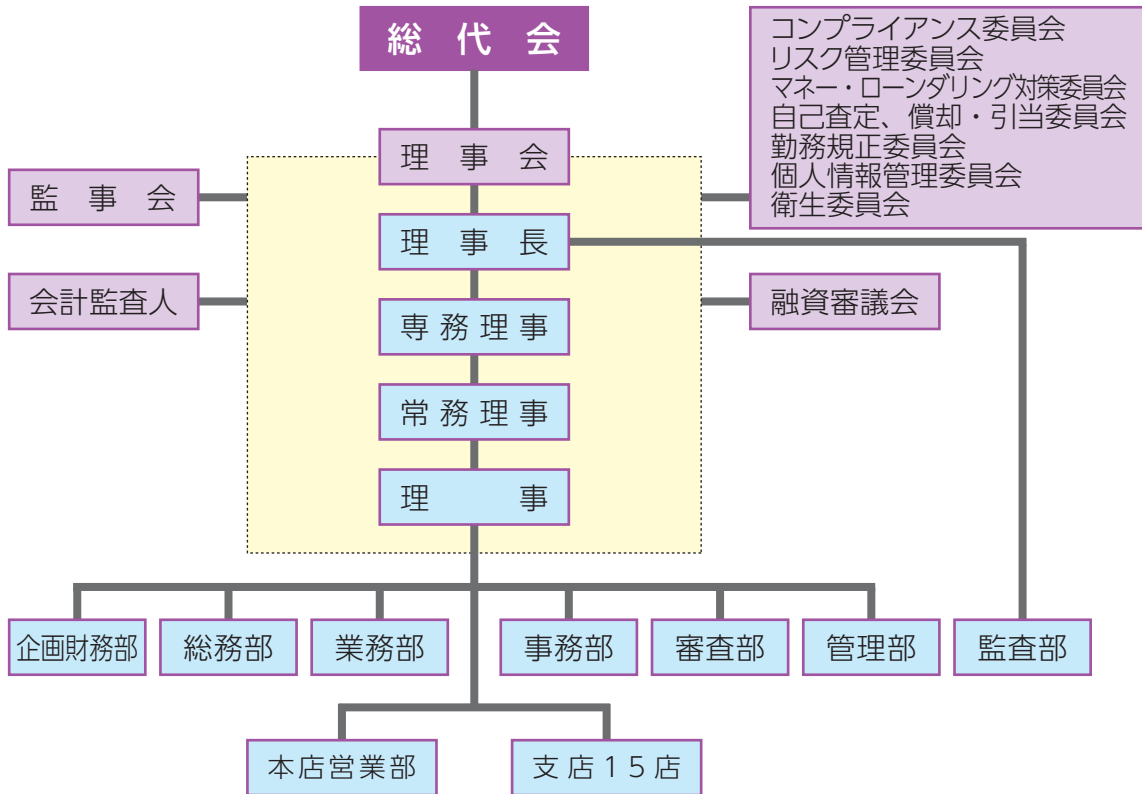 総代会
コンプライアンス委員会
リスク管理委員会
マネー・ローンダリング対策委員会
自己査定、償却・引当委員会
勤務規正委員会
個人情報管理委員会
衛生委員会
理事会
監事会
理事長
会計監査人
専務理事
融資審議会
常務理事
理事
企画財務部
総務部
業務部
事務部
審査部
管理部
監査部
本店営業部
支店15店